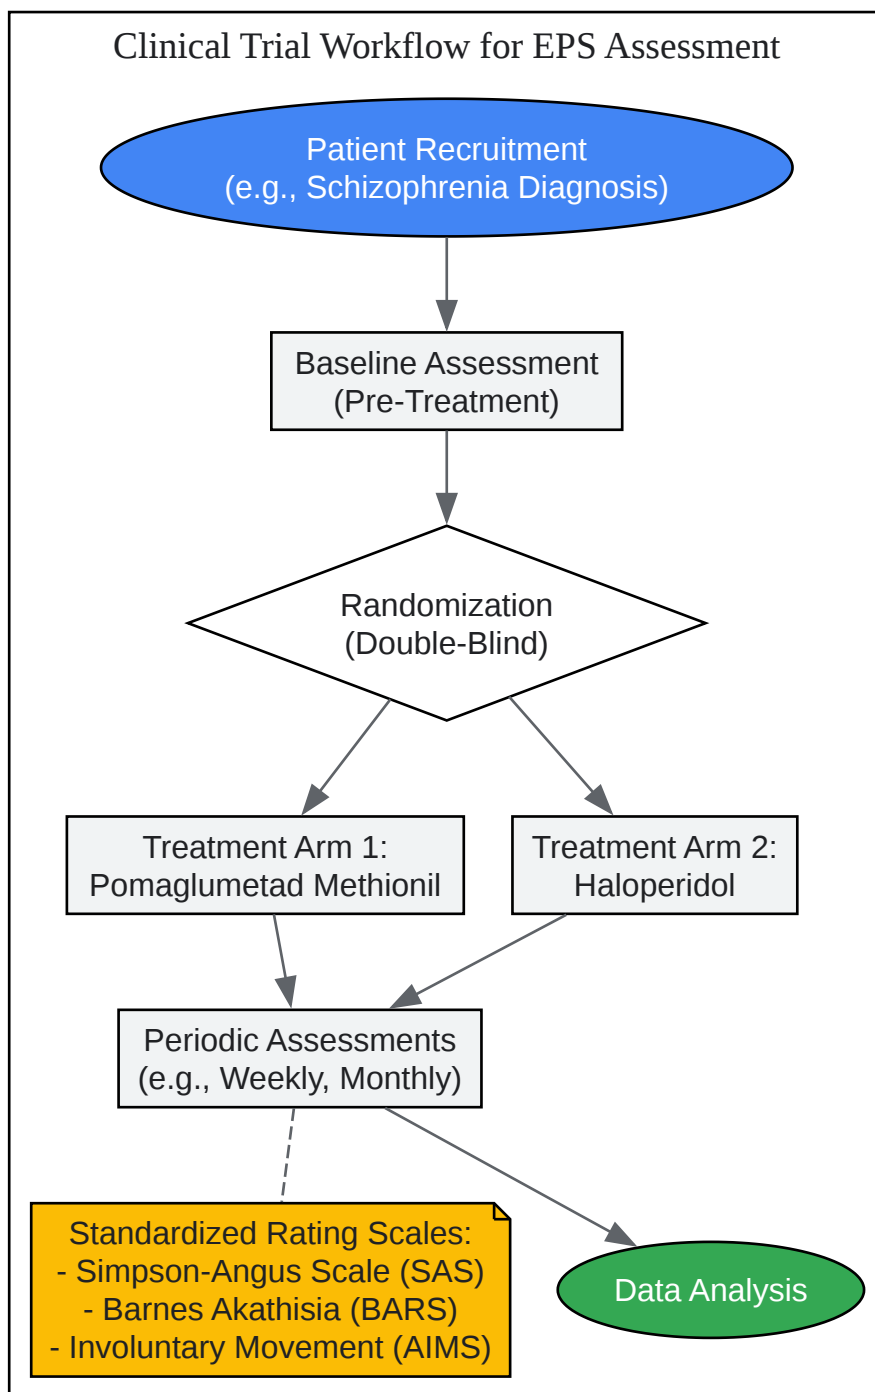 Clinical Trial Workflow for EPS Assessment
Patient Recruitment
(e.g., Schizophrenia Diagnosis)
Baseline Assessment
(Pre-Treatment)
Randomization
(Double-Blind)
Treatment Arm 1:
Pomaglumetad Methionil
Treatment Arm 2:
Haloperidol
Periodic Assessments
(e.g., Weekly, Monthly)
Standardized Rating Scales:
- Simpson-Angus Scale (SAS)
- Barnes Akathisia (BARS)
- Involuntary Movement (AIMS)
Data Analysis